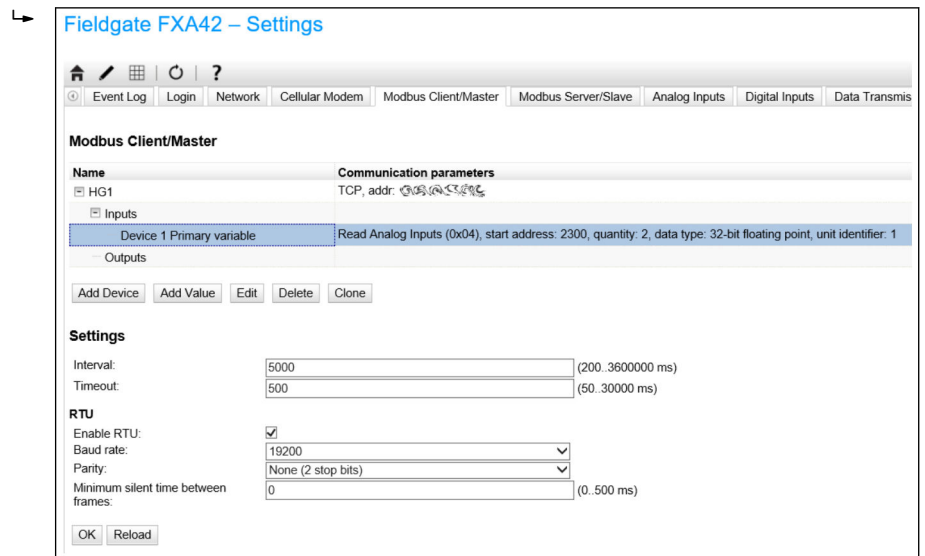 Fieldgate FXA42 – Settings
?
Event Log Login Network Cellular Modem Modbus Client/Master Modbus Server/Slave Analog Inputs Digital Inputs Data Transmis
Modbus Client/Master
Name Communication parameters
HG1 TCP, addr:
Inputs
Device 1 Primary variable Read Analog Inputs (0x04), start address: 2300, quantity: 2, data type: 32-bit floating point, unit identifier: 1
Outputs
Add Device Add Value Edit Delete Clone
Settings
Interval: 5000 (200..3600000 ms)
Timeout: 500 (50..30000 ms)
RTU
Enable RTU:
Baud rate: 19200
Parity: None (2 stop bits)
Minimum silent time between
frames: 0 (0..500 ms)
OK Reload